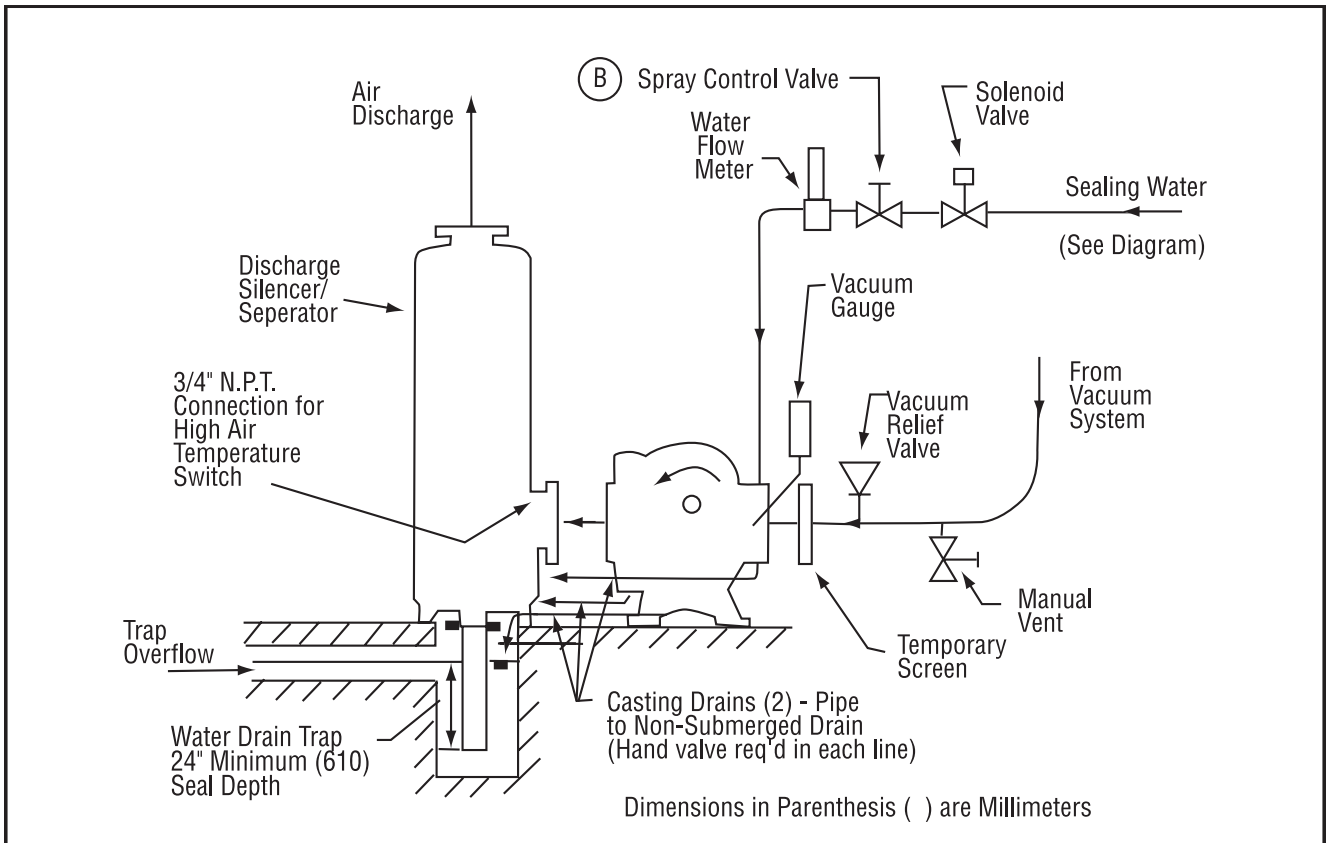 B Spray Control Valve
Air
Discharge
Solenoid
Valve
Water
Flow
Meter
Sealing Water
(See Diagram)
Discharge
Silencer/
Seperator
Vacuum
Gauge
3/4" N.P.T.
Connection for
High Air
Temperature
Switch
From
Vacuum
System
Vacuum
Relief
Valve
Manual
Vent
Trap
Overflow
Temporary
Screen
Casting Drains (2) - Pipe
to Non-Submerged Drain
(Hand valve req'd in each line)
Water Drain Trap
24" Minimum (610)
Seal Depth
Dimensions in Parenthesis ( ) are Millimeters